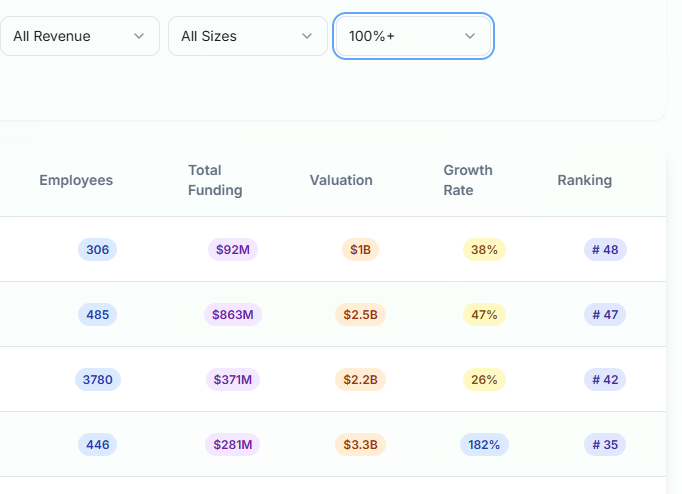 All Revenue All Sizes 100%+
Employees Total Funding Valuation Growth Rate Ranking
306 $92M $1B 38% # 48
485 $863M $2.5B 47% # 47
3780 $371M $2.2B 26% # 42
446 $281M $3.3B 182% # 35